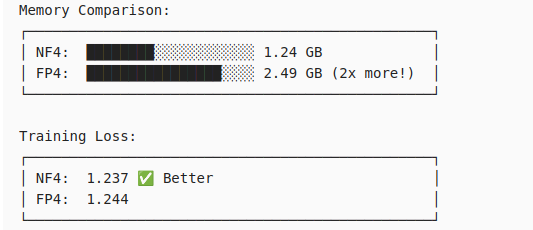 Memory Comparison:
NF4: ████████░░░░░░░░░░░░ 1.24 GB
FP4: ████████████████░░░░ 2.49 GB (2x more!)
Training Loss:
NF4: 1.237 ✅ Better
FP4: 1.244